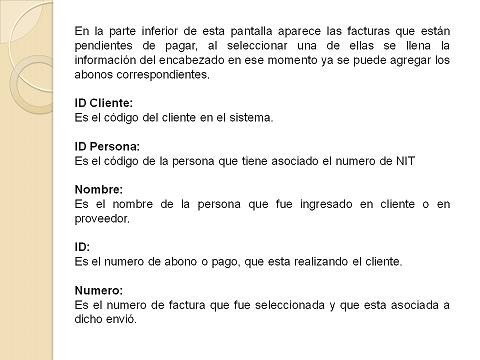 En la parte inferior de esta pantalla aparece las facturas que están
pendientes de pagar, al seleccionar una de ellas se llena la
información del encabezado en ese momento ya se puede agregar los
abonos correspondientes.
ID Cliente:
Es el código del cliente en el sistema.
ID Persona:
Es el código de la persona que tiene asociado el numero de NIT
Nombre:
Es el nombre de la persona que fue ingresado en cliente o en
proveedor.
ID:
Es el numero de abono o pago, que esta realizando el cliente.
Numero:
Es el numero de factura que fue seleccionada y que esta asociada a
dicho envió.